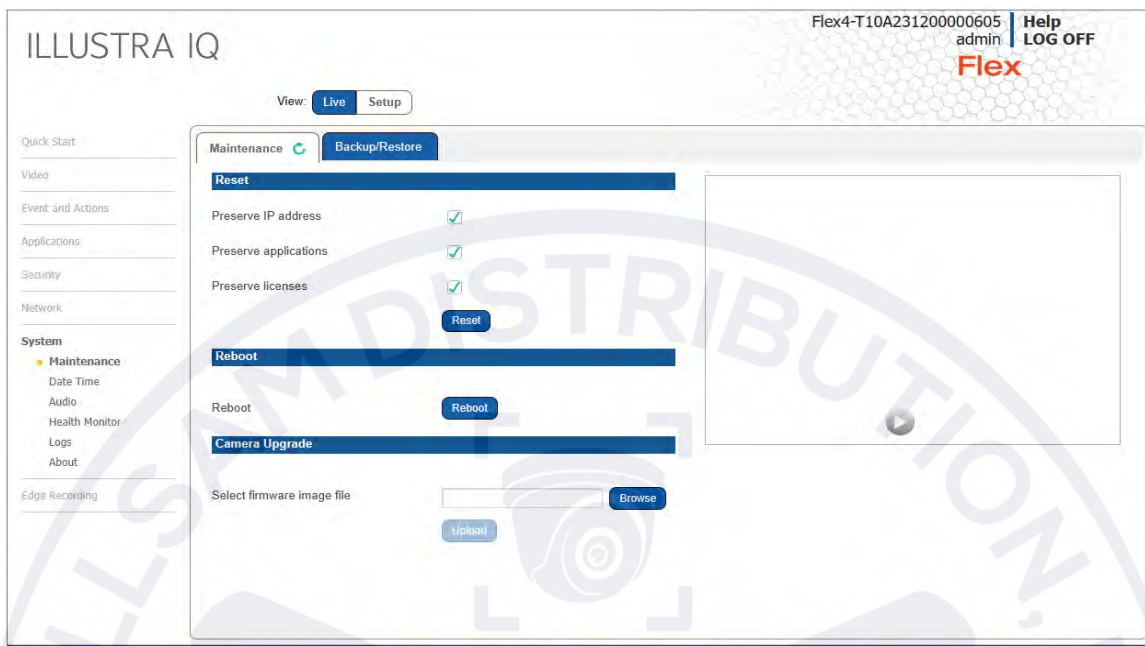 ILLUSTRA IQ
Flex4-T10A231200000605 Help
admin LOG OFF
Flex
View: Live Setup
Quick Start
Video
Event and Actions
Applications
Security
Network
System
Maintenance
Date Time
Audio
Health Monitor
Logs
About
Edge Recording
Maintenance Backup/Restore
Reset
Preserve IP address
Preserve applications
Preserve licenses
Reset
Reboot
Reboot Reboot
Camera Upgrade
Select firmware image file Browse
Upload
LLSAM DISTRIBUTION,